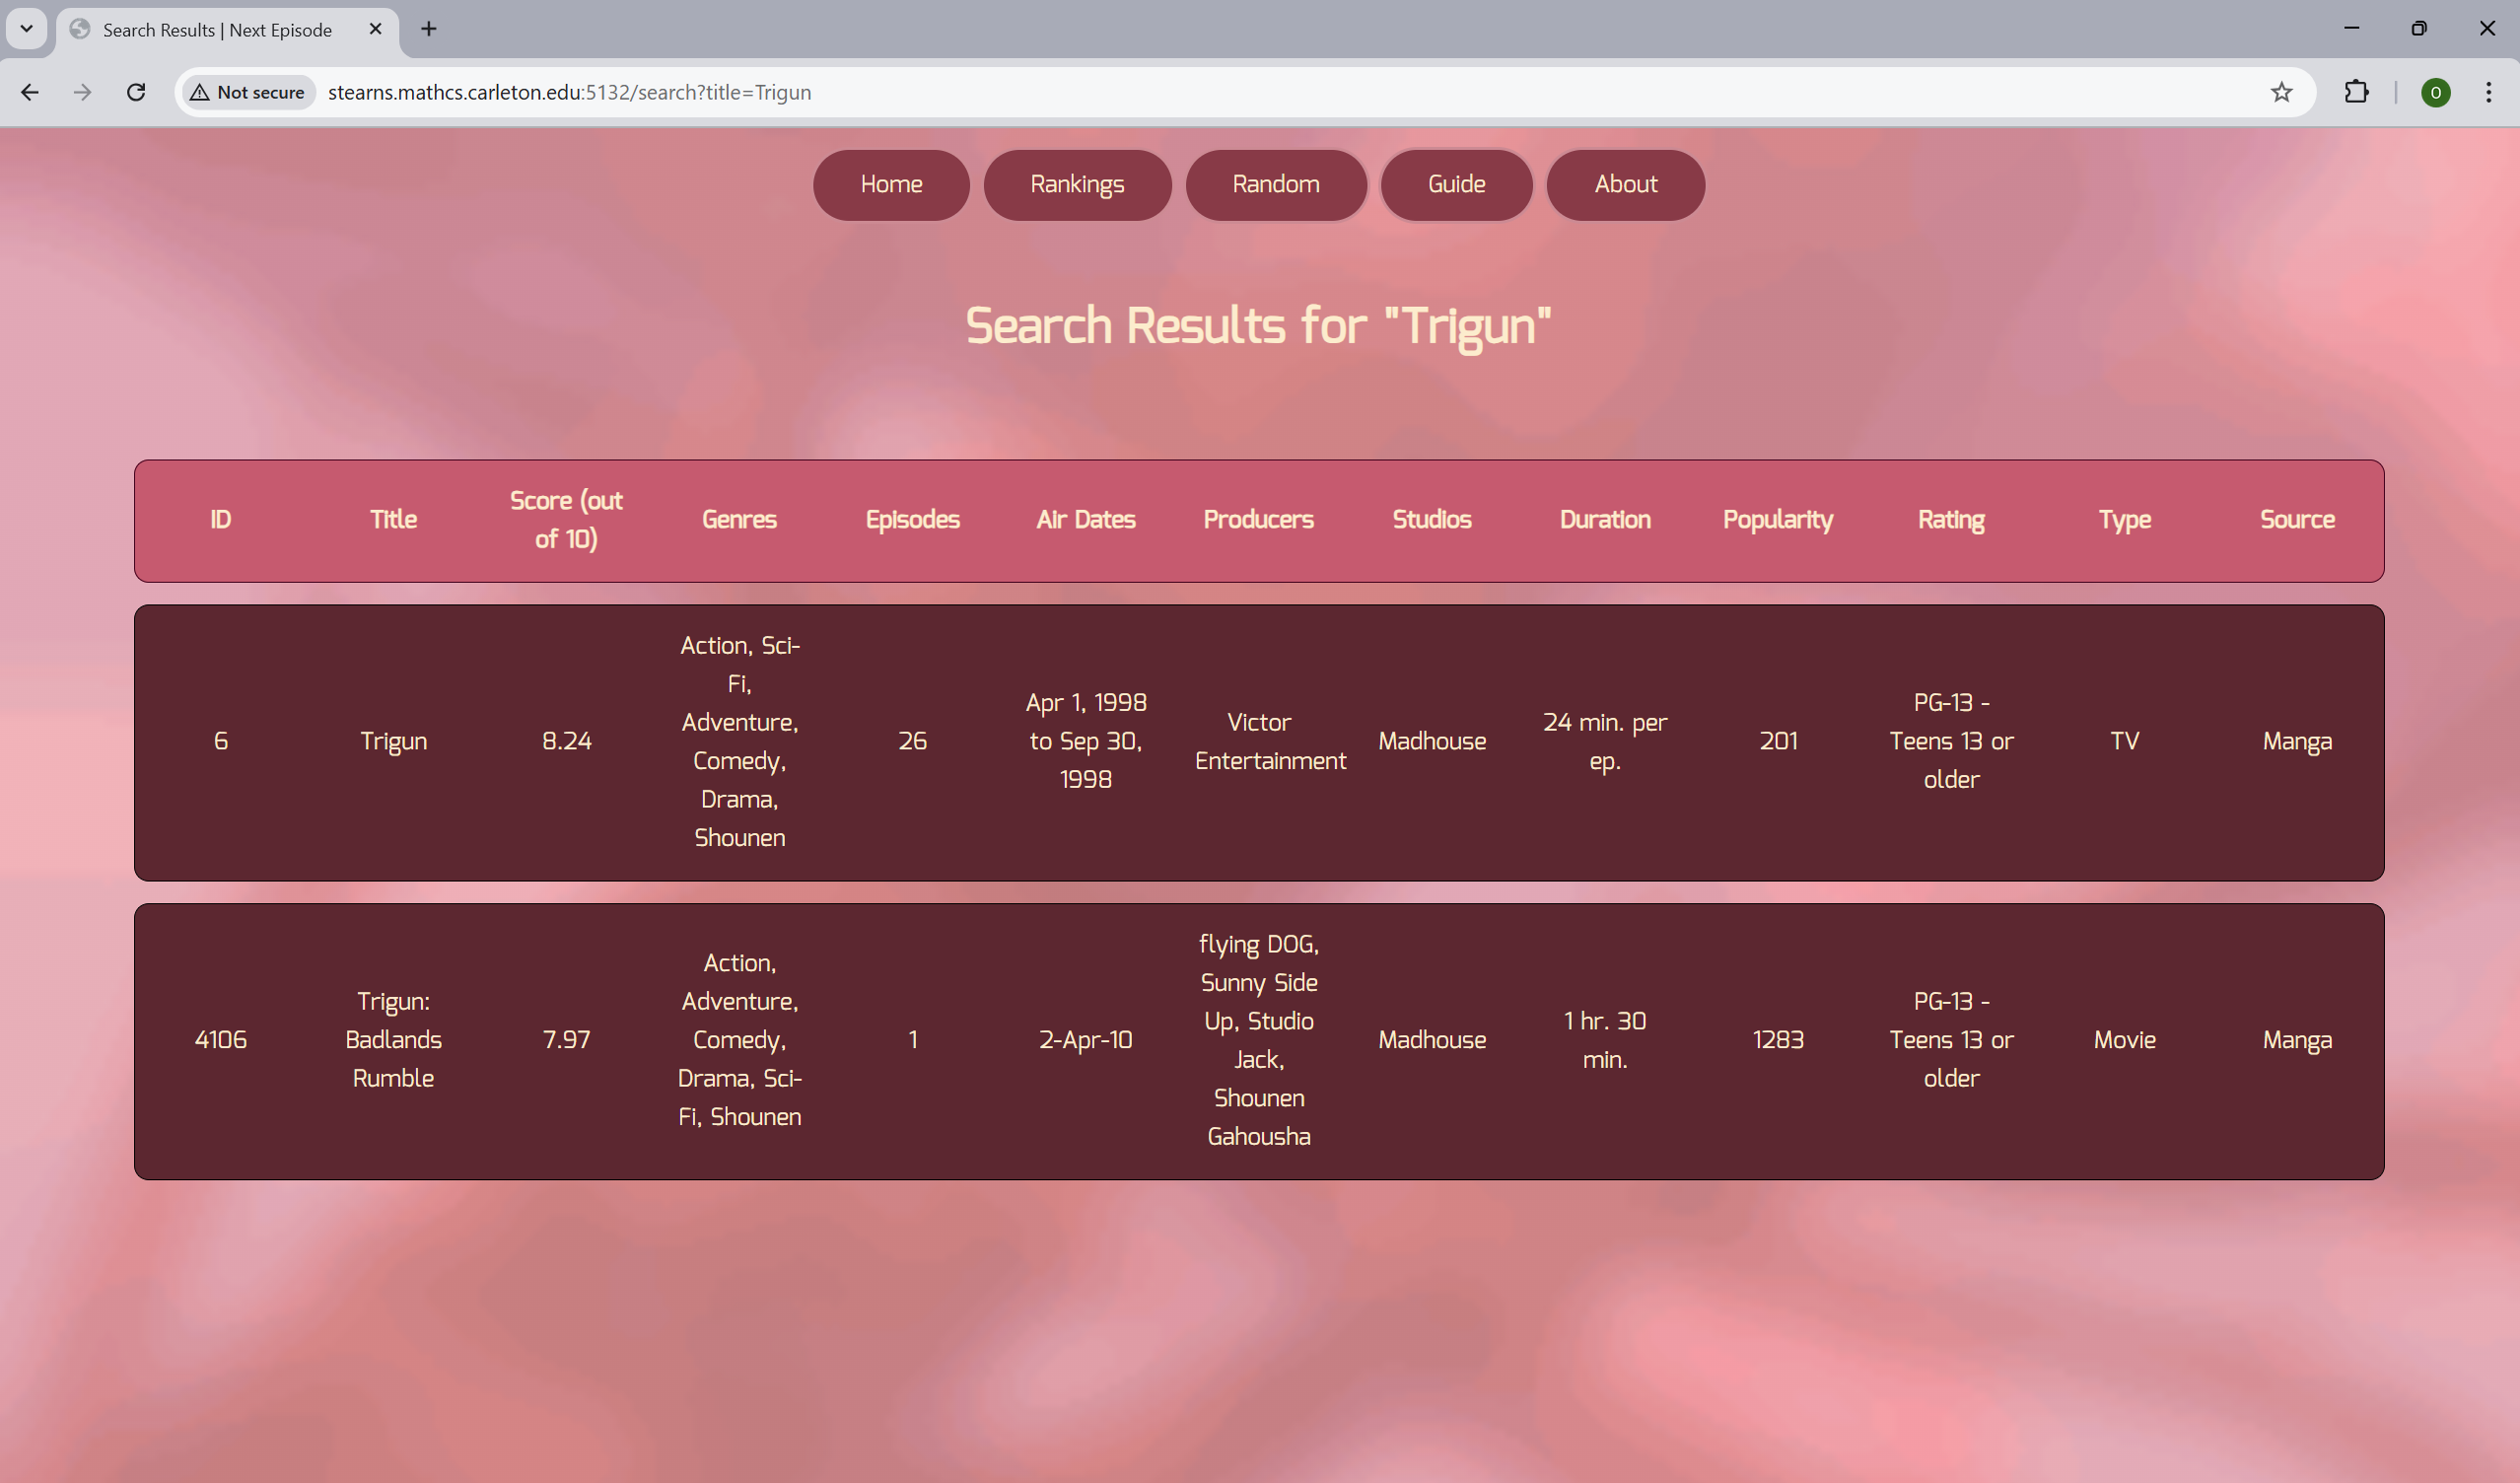 Search Results | Next Episode
Not secure stearns.mathcs.carleton.edu:5132/search?title=Trigun O
Home Rankings Random Guide About
Search Results for "Trigun"
ID Title Score (out of 10) Genres Episodes Air Dates Producers Studios Duration Popularity Rating Type Source
6 Trigun 8.24 Action, Sci-Fi, Adventure, Comedy, Drama, Shounen 26 Apr 1, 1998 to Sep 30, 1998 Victor Entertainment Madhouse 24 min. per ep. 201 PG-13 - Teens 13 or older TV Manga
4106 Trigun: Badlands Rumble 7.97 Action, Adventure, Comedy, Drama, Sci-Fi, Shounen 1 2-Apr-10 flying DOG, Sunny Side Up, Studio Jack, Shounen Gahousha Madhouse 1 hr. 30 min. 1283 PG-13 - Teens 13 or older Movie Manga